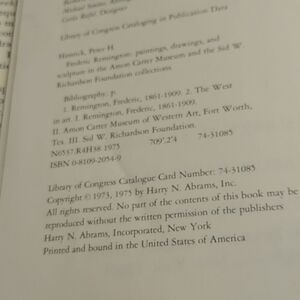 Designer
Library of Congress Cataloging in Publication Data
Hassrick, Peter H
Frederic Remington: paintings, drawings, and
sculpture in the Amon Carter Museum and the Sid W
Richardson Foundation collections.
Bibliography: p.
1. Remington, Frederic, 1861-1909. 2. The West
in art. I. Remington, Frederic, 1861-1909.
II. Amon Carter Museum of Western Art, Fort Worth,
Tex. III. Sid W. Richardson Foundation.
N6537.R4H38 1975 709'.2'4 74-31085
ISBN 0-8109-2054-9
Library of Congress Catalogue Card Number: 74-31085
Copyright © 1973, 1975 by Harry N. Abrams, Inc.
All rights reserved. No part of the contents of this book may be
reproduced without the written permission of the publishers
Harry N. Abrams, Incorporated, New York
Printed and bound in the United States of America